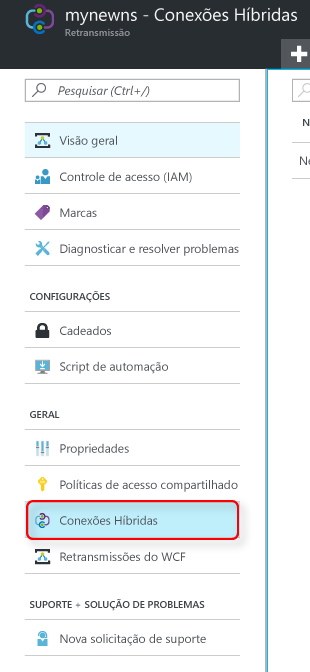 mynewns - Conexões Híbridas
Retransmissão
Pesquisar (Ctrl+/)
Visão geral
Controle de acesso (IAM)
Marcas
Diagnosticar e resolver problemas
CONFIGURAÇÕES
Cadeados
Script de automação
GERAL
Propriedades
Políticas de acesso compartilhado
Conexões Híbridas
Retransmissões do WCF
SUPORTE + SOLUÇÃO DE PROBLEMAS
Nova solicitação de suporte